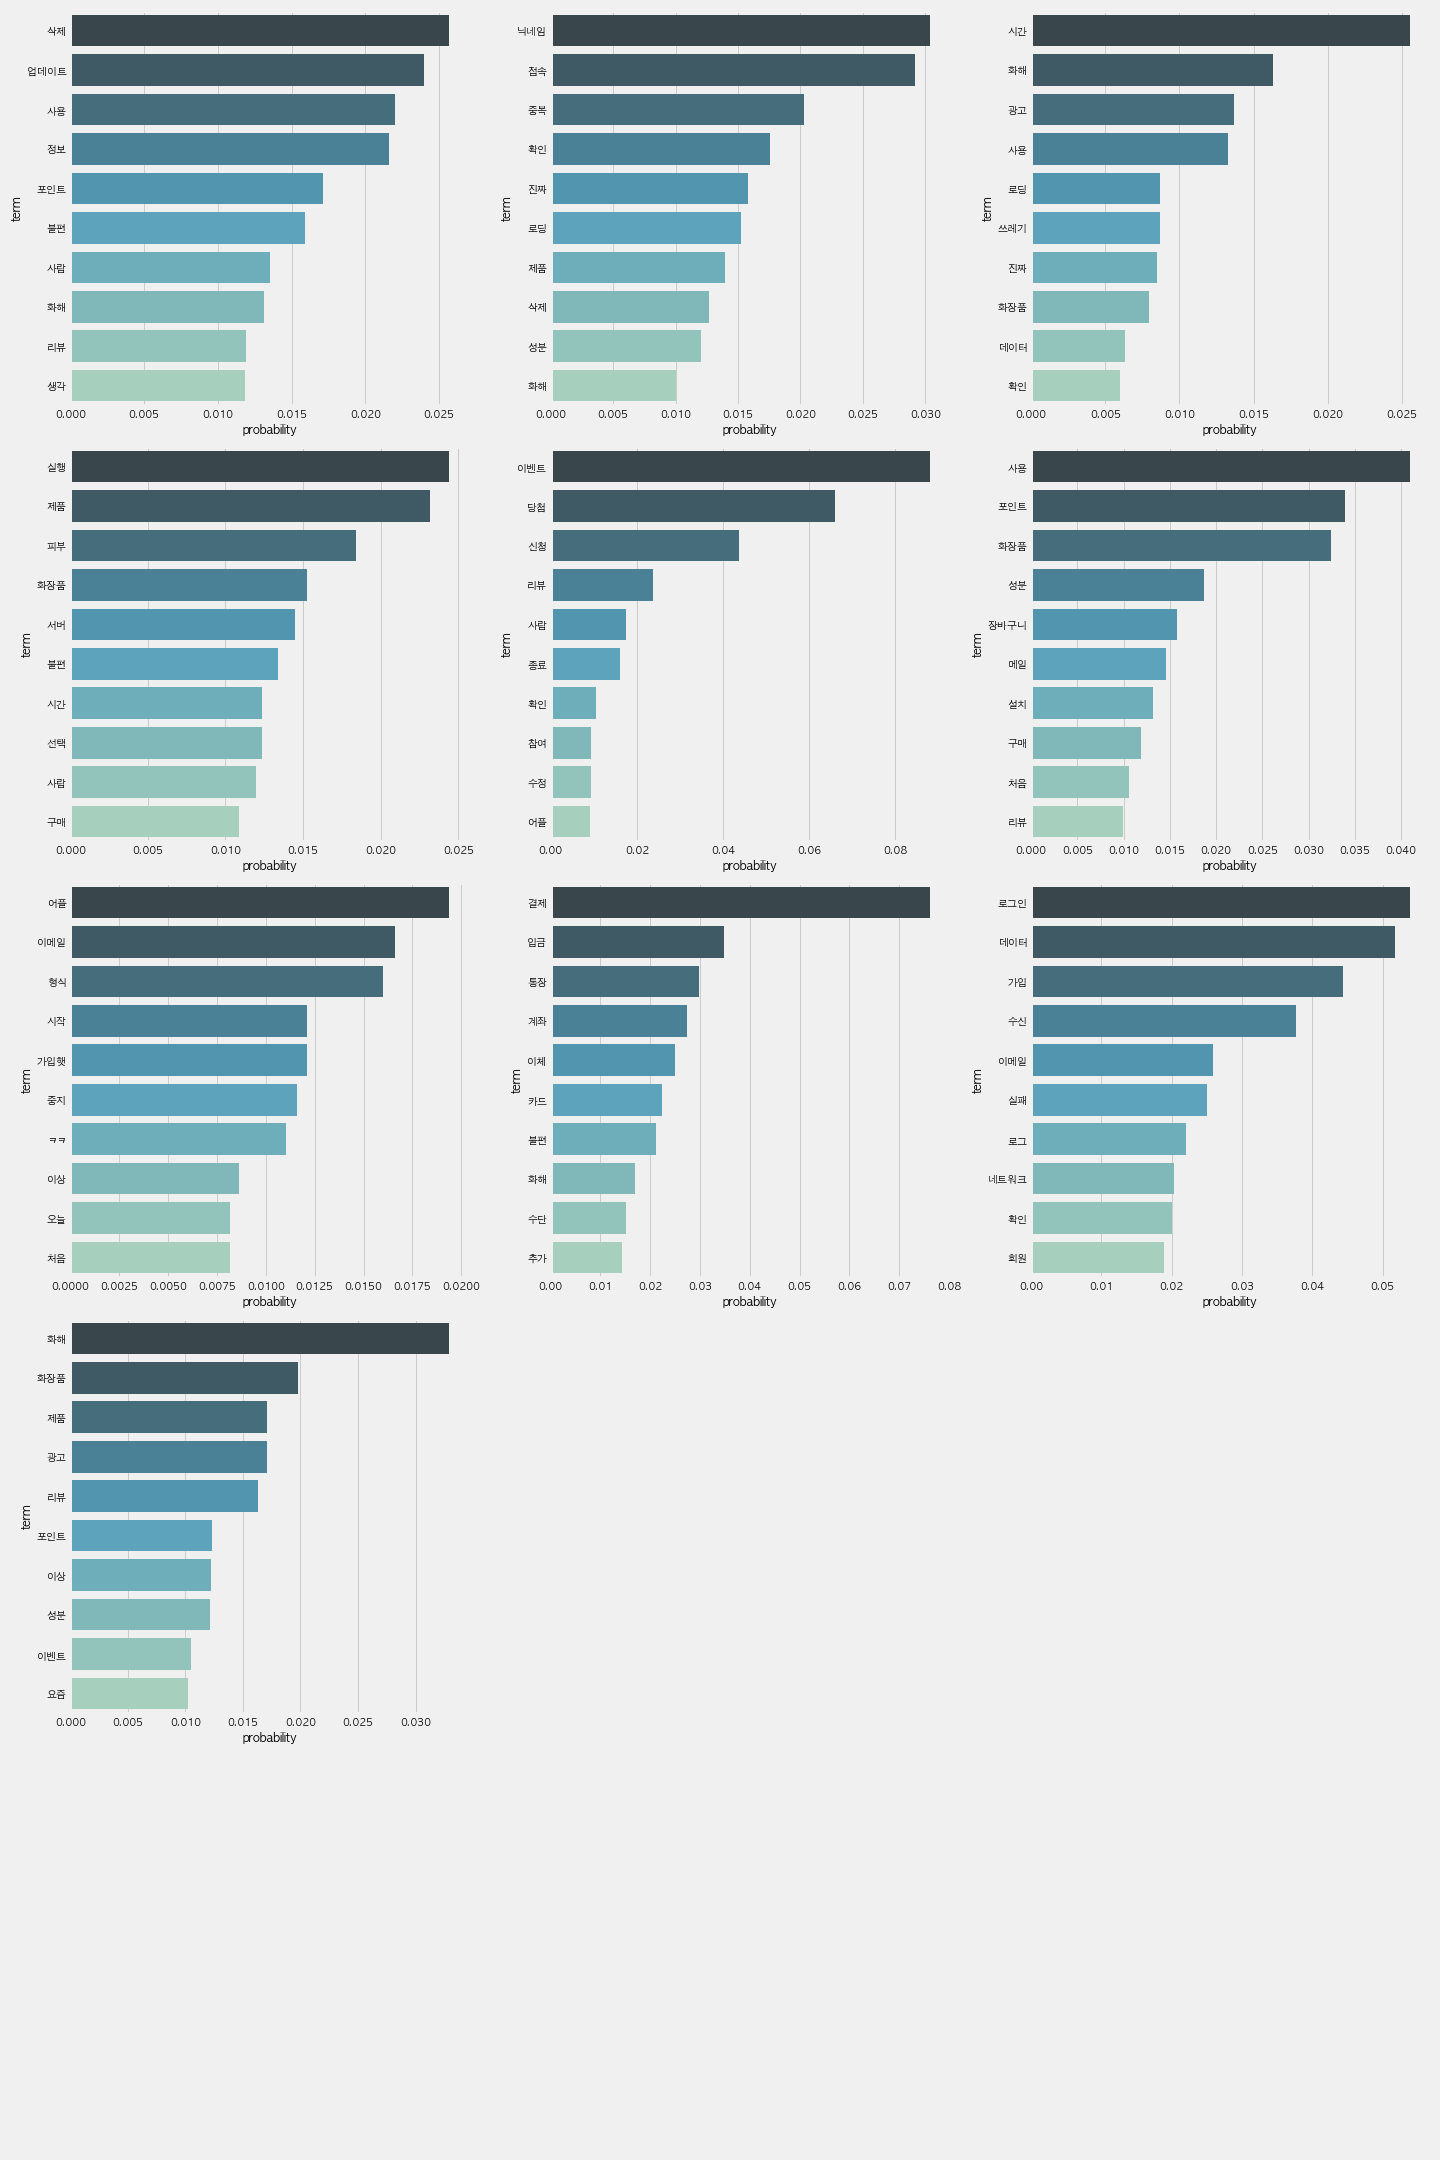 삭제
업데이트
사용
정보
포인트
불편
사람
화해
리뷰
생각
term
0.000 0.005 0.010 0.015 0.020 0.025
probability
닉네임
접속
중복
확인
진짜
로딩
제품
삭제
성분
화해
term
0.000 0.005 0.010 0.015 0.020 0.025 0.030
probability
시간
화해
광고
사용
로딩
쓰레기
진짜
화장품
데이터
확인
term
0.000 0.005 0.010 0.015 0.020 0.025
probability
실행
제품
피부
화장품
서버
불편
시간
선택
사람
구매
term
0.000 0.005 0.010 0.015 0.020 0.025
probability
이벤트
당첨
신청
리뷰
사람
종료
확인
참여
수정
어플
term
0.00 0.02 0.04 0.06 0.08
probability
사용
포인트
화장품
성분
장바구니
메일
설치
구매
처음
리뷰
term
0.000 0.005 0.010 0.015 0.020 0.025 0.030 0.035 0.040
probability
어플
이메일
형식
시작
가입햇
중지
ㅋㅋ
이상
오늘
처음
term
0.0000 0.0025 0.0050 0.0075 0.0100 0.0125 0.0150 0.0175 0.0200
probability
결제
입금
통장
계좌
이체
카드
불편
화해
수단
추가
term
0.00 0.01 0.02 0.03 0.04 0.05 0.06 0.07 0.08
probability
로그인
데이터
가입
수신
이메일
실패
로그
네트워크
확인
회원
term
0.00 0.01 0.02 0.03 0.04 0.05
probability
화해
화장품
제품
광고
리뷰
포인트
이상
성분
이벤트
요즘
term
0.000 0.005 0.010 0.015 0.020 0.025 0.030
probability